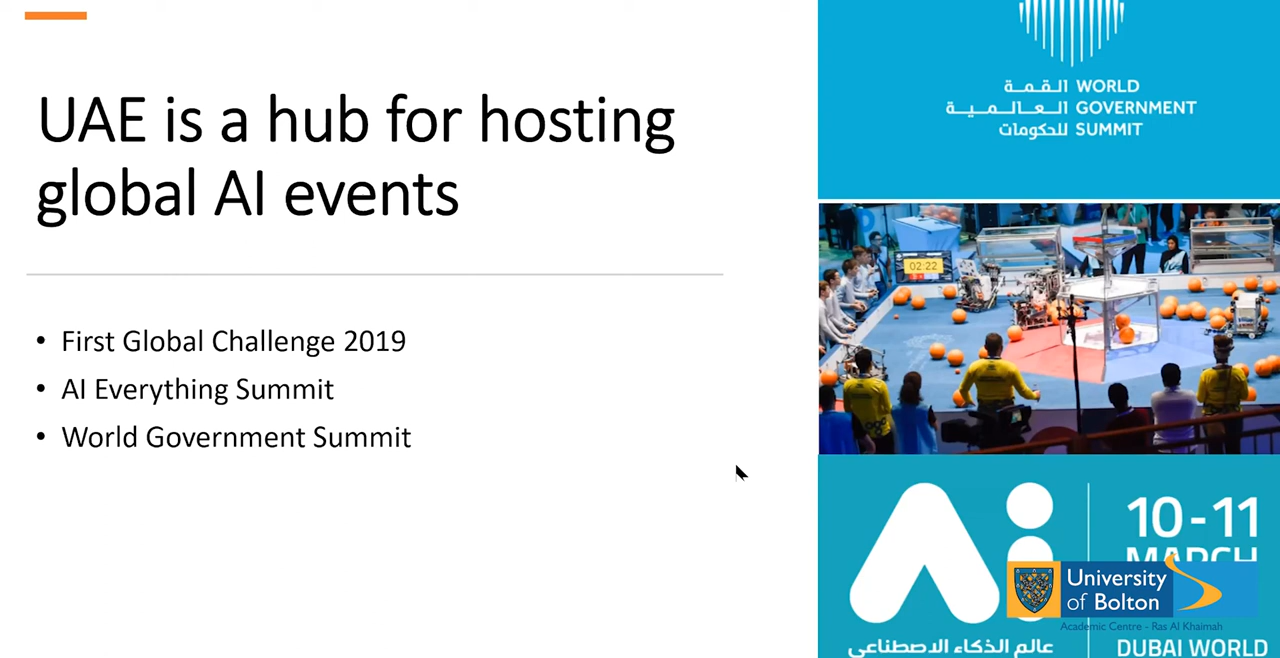 UAE is a hub for hosting
global AI events
• First Global Challenge 2019
• AI Everything Summit
• World Government Summit
القمة WORLD
العالمية GOVERNMENT
للحكومات SUMMIT
02:22
Ai
10-11
MARCH
عالم الذكاء الاصطناعي
DUBAI WORLD
University
of Bolton
Academic Centre - Ras Al Khaimah